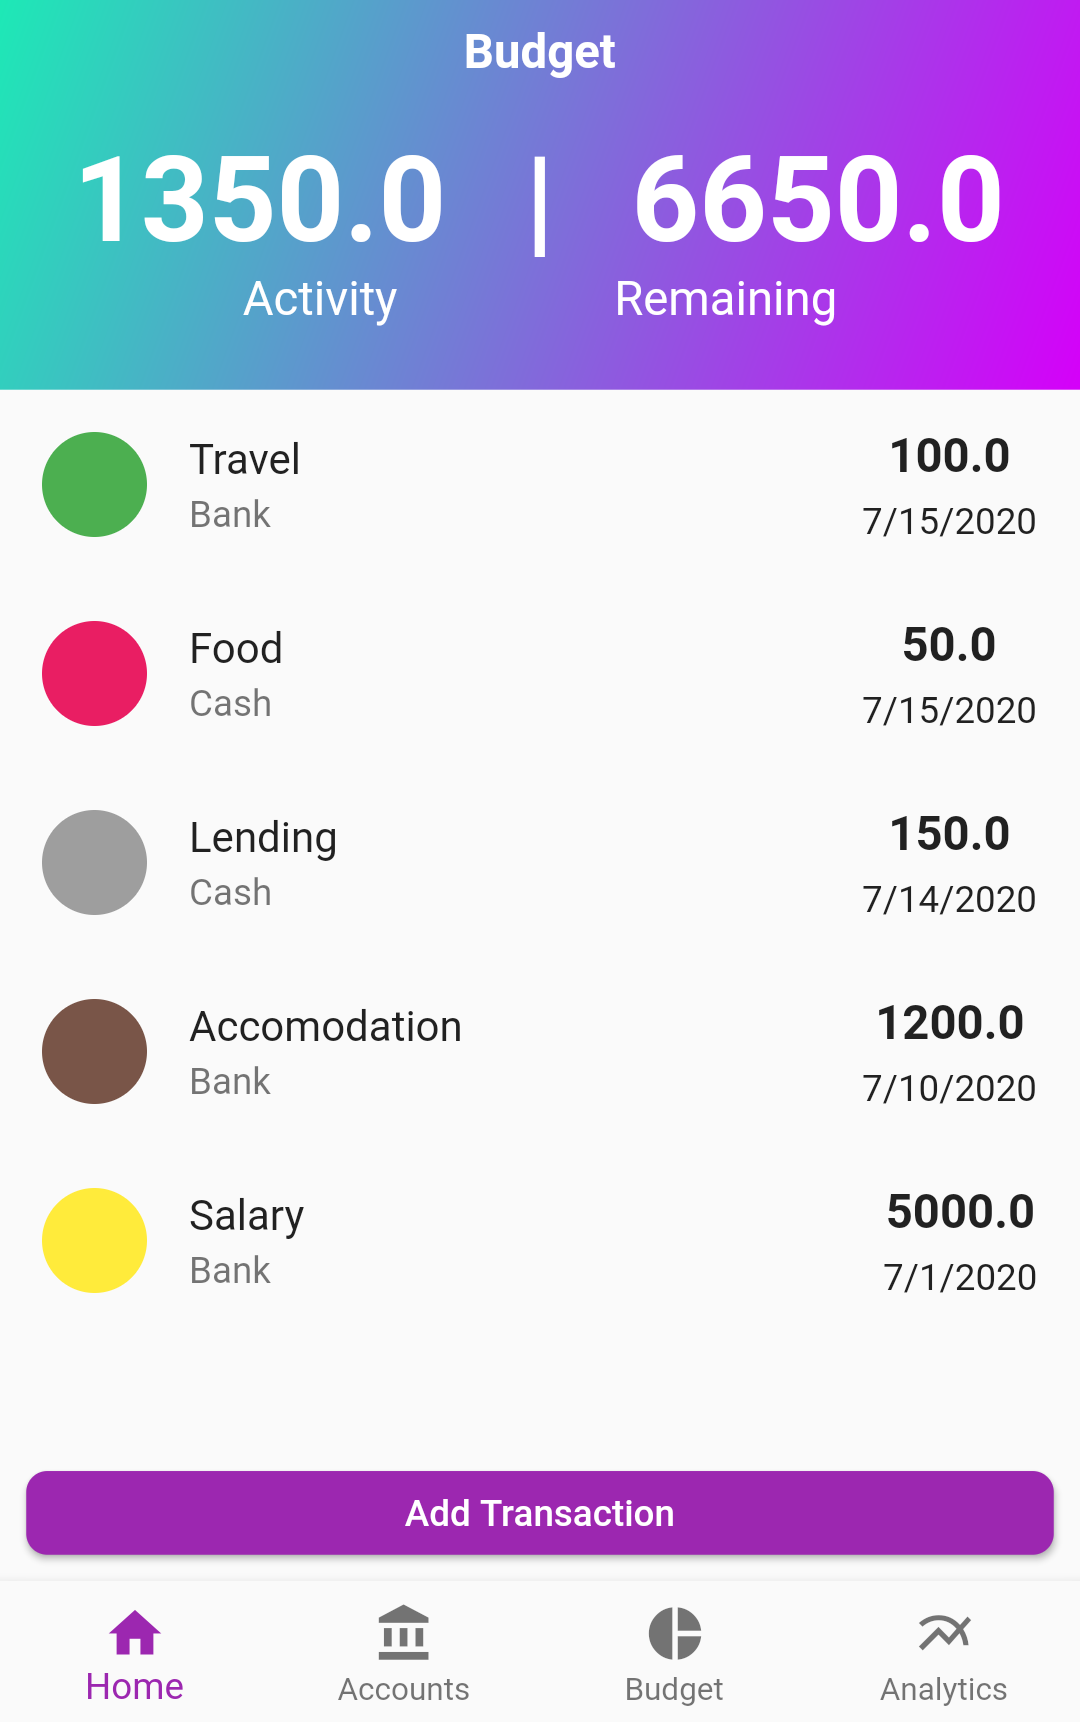 Budget
1350.0 | 6650.0
Activity Remaining
Travel 100.0
Bank 7/15/2020
Food 50.0
Cash 7/15/2020
Lending 150.0
Cash 7/14/2020
Accomodation 1200.0
Bank 7/10/2020
Salary 5000.0
Bank 7/1/2020
Add Transaction
Home Accounts Budget Analytics